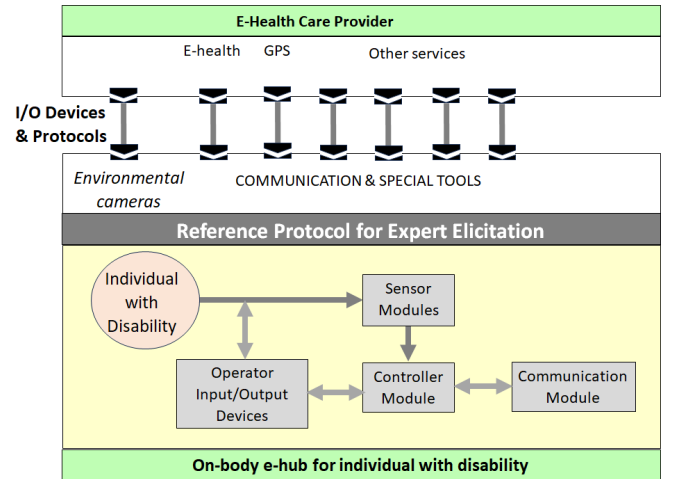 E-Health Care Provider
E-health
GPS
Other services
I/O Devices
& Protocols
Environmental
cameras
COMMUNICATION & SPECIAL TOOLS
Reference Protocol for Expert Elicitation
Individual
with
Disability
Sensor
Modules
Operator
Input/Output
Devices
Controller
Module
Communication
Module
On-body e-hub for individual with disability